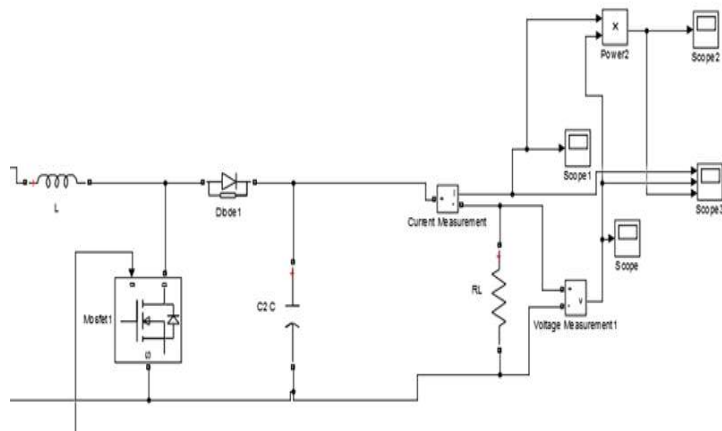 x
Power2
Scope2
Scope1
L
Diode1
i
+
-
Current Measurement
Scope3
Scope
Mosfet1
g
D
S
C2 C
RL
+
-
v
Voltage Measurement1